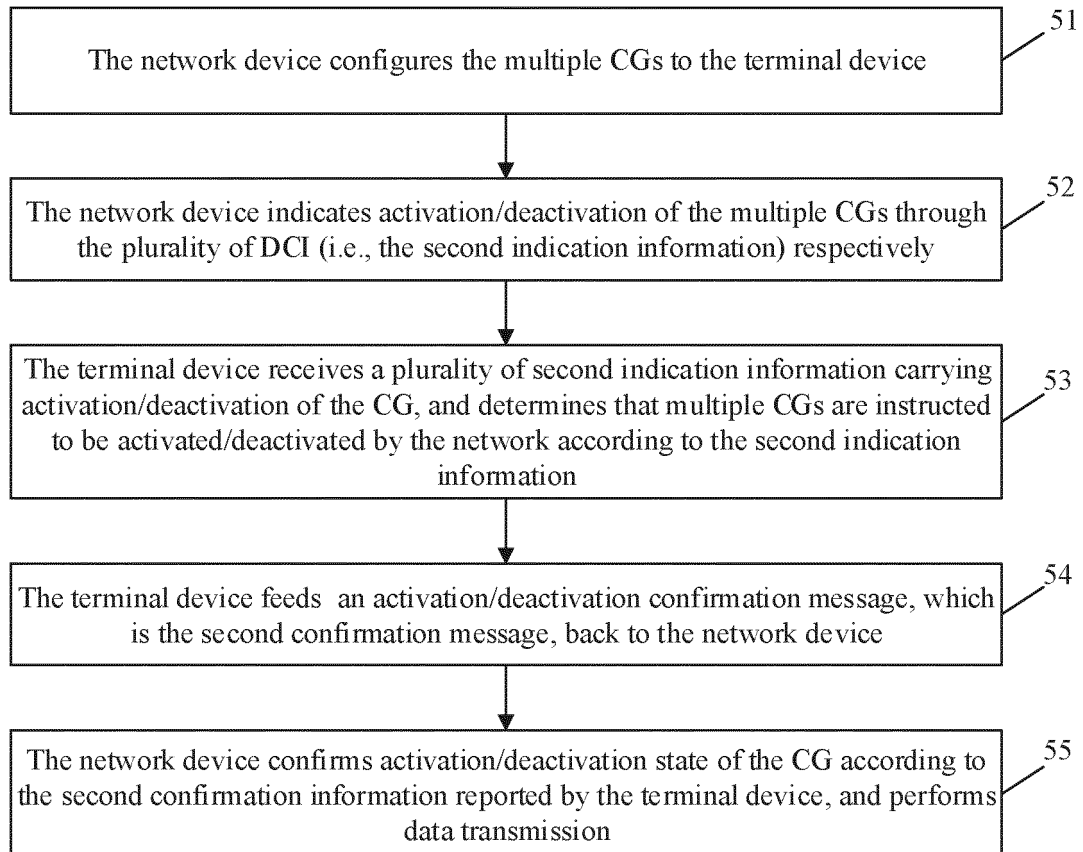 51
The network device configures the multiple CGs to the terminal device
52
The network device indicates activation/deactivation of the multiple CGs through
the plurality of DCI (i.e., the second indication information) respectively
53
The terminal device receives a plurality of second indication information carrying
activation/deactivation of the CG, and determines that multiple CGs are instructed
to be activated/deactivated by the network according to the second indication
information
54
The terminal device feeds an activation/deactivation confirmation message, which
is the second confirmation message, back to the network device
55
The network device confirms activation/deactivation state of the CG according to
the second confirmation information reported by the terminal device, and performs
data transmission